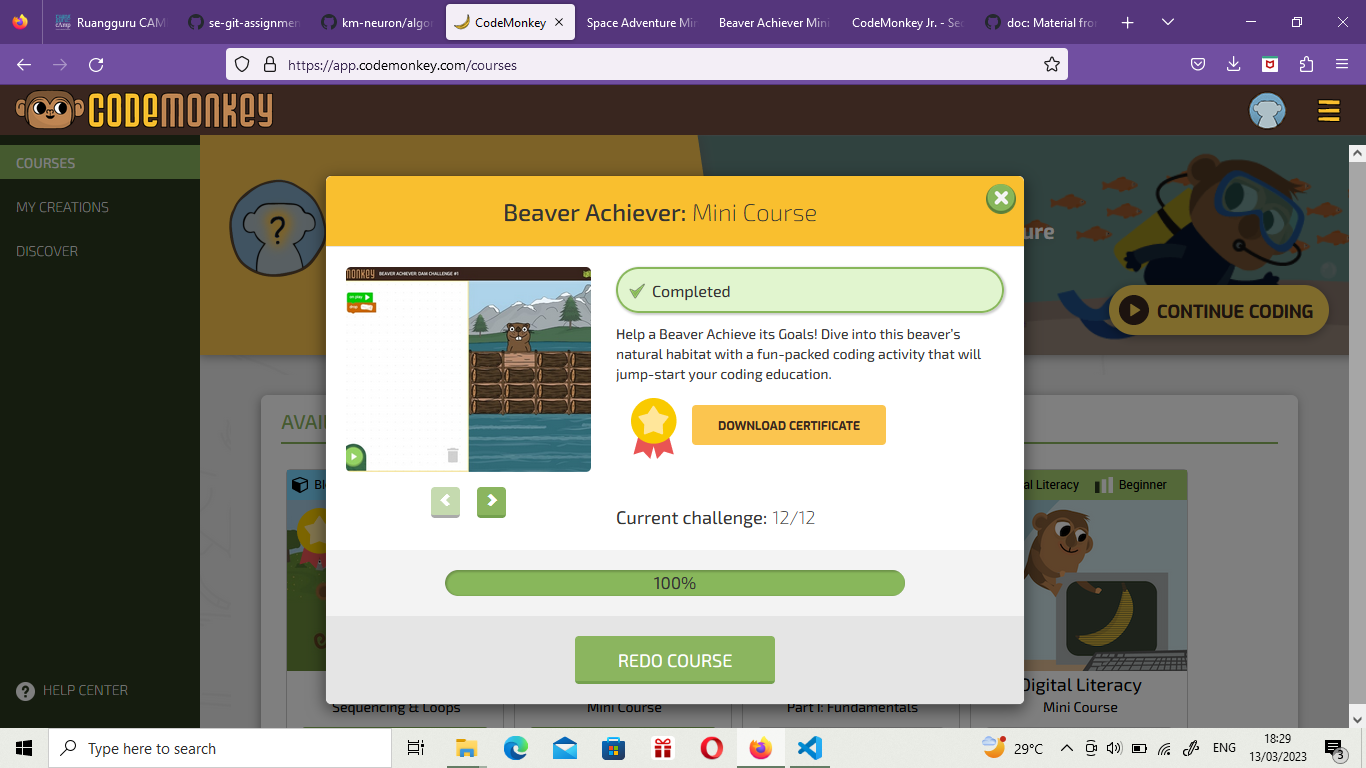 Ruangguru CAM
se-git-assignmen
km-neuron/algo
CodeMonkey
Space Adventure Min
Beaver Achiever Mini
CodeMonkey Jr. - Se
doc: Material fro
https://app.codemonkey.com/courses
CODEMONKEY
COURSES
MY CREATIONS
DISCOVER
HELP CENTER
?
ure
CONTINUE CODING
Beaver Achiever: Mini Course
MONKEY BEAVER ACHIEVER: DAM CHALLENGE #1
on play
Completed
Help a Beaver Achieve its Goals! Dive into this beaver's
natural habitat with a fun-packed coding activity that will
jump-start your coding education.
DOWNLOAD CERTIFICATE
Current challenge: 12/12
100%
REDO COURSE
AVAI
Bl
al Literacy
Beginner
Digital Literacy
Sequencing & Loops
Mini Course
Part I: Fundamentals
Mini Course
Type here to search
29°C
ENG
18:29
13/03/2023
3